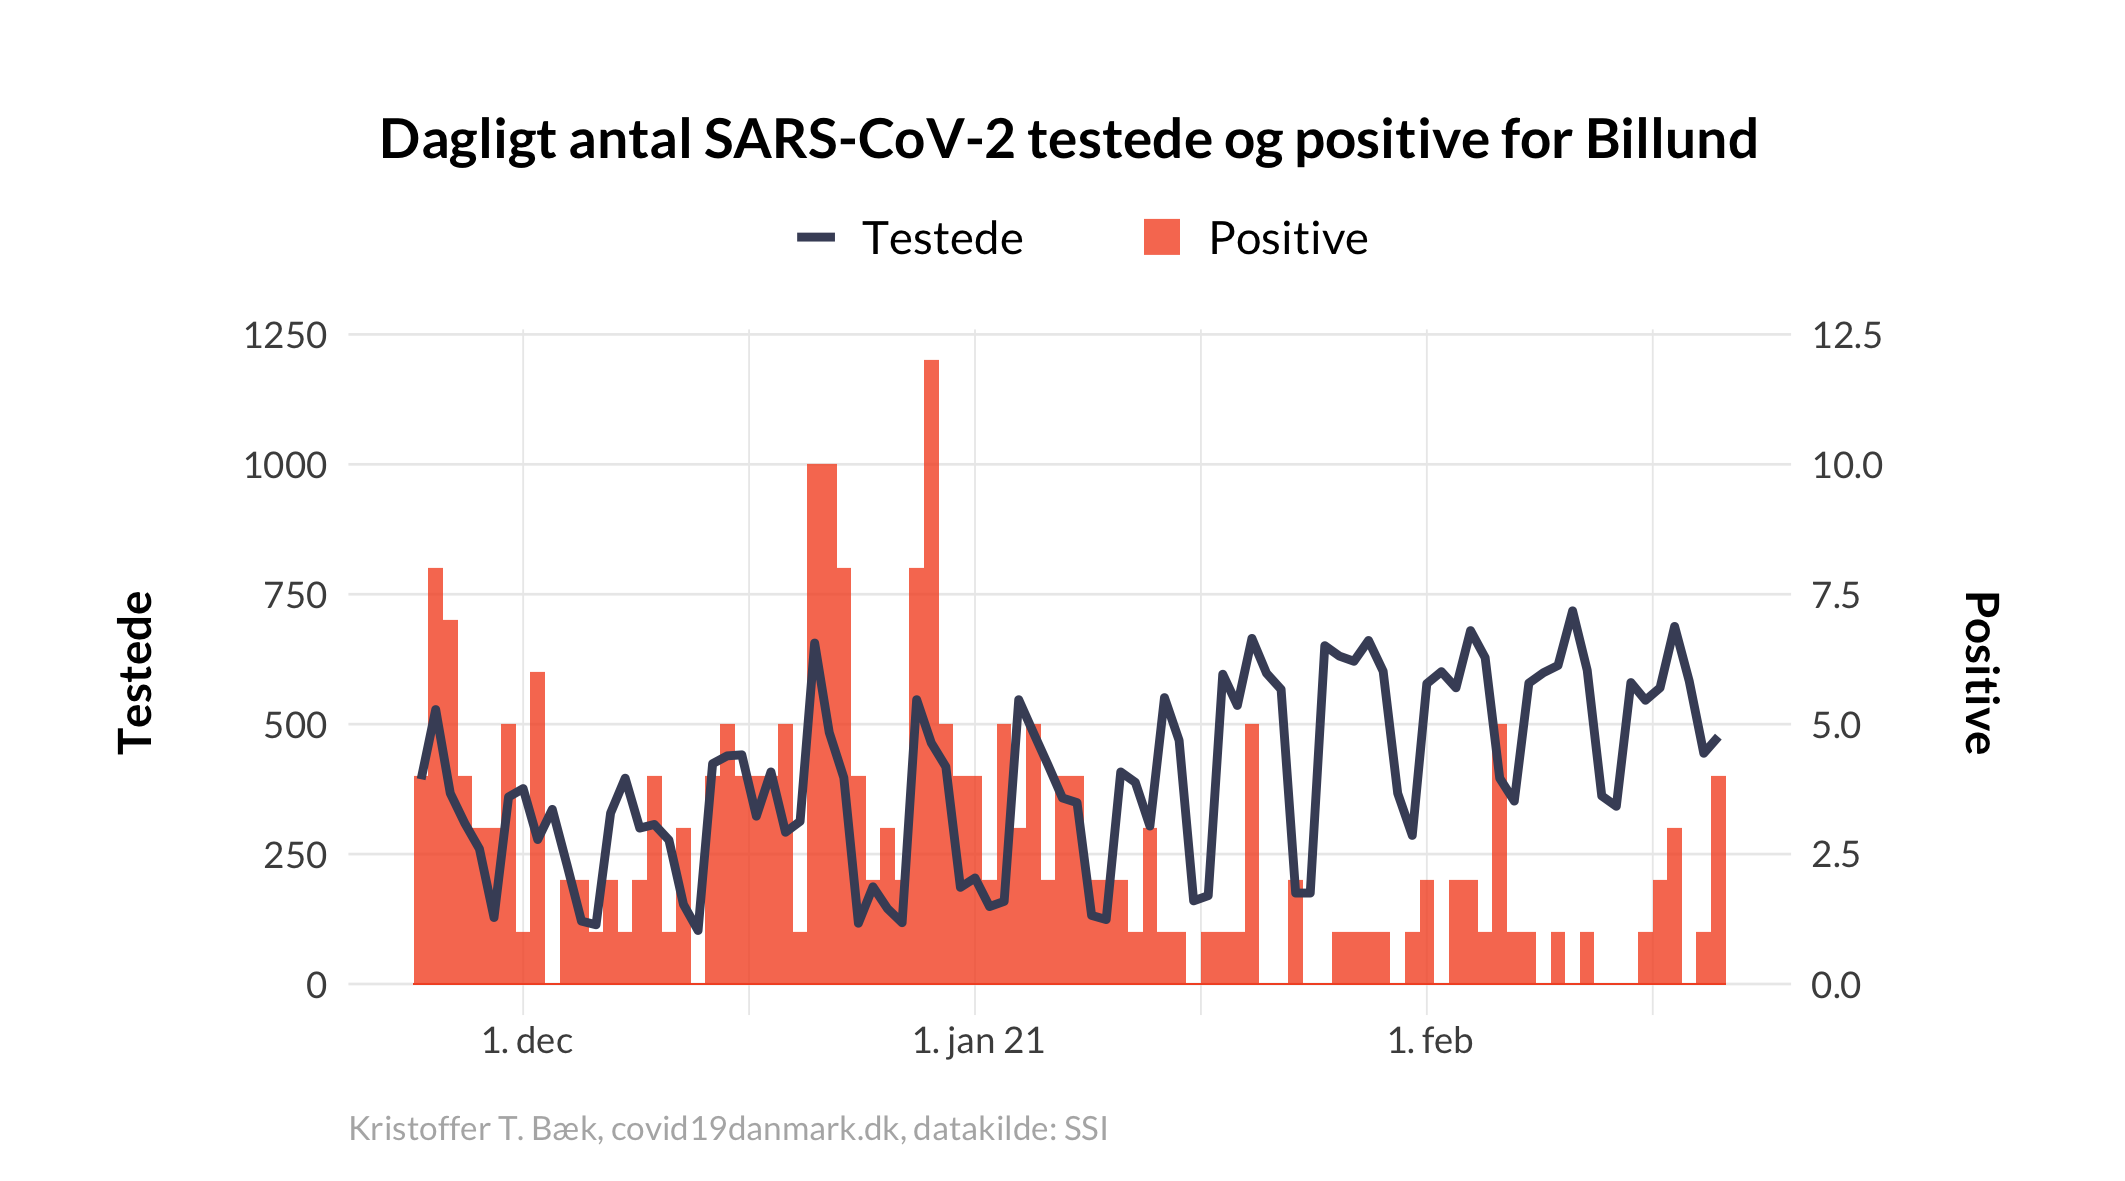 Dagligt antal SARS-CoV-2 testede og positive for Billund
Testede
Positive
1250
1000
750
500
250
0
12.5
10.0
7.5
5.0
2.5
0.0
Testede
Positive
1. dec
1. jan 21
1. feb
Kristoffer T. Bæk, covid19danmark.dk, datakilde: SSI